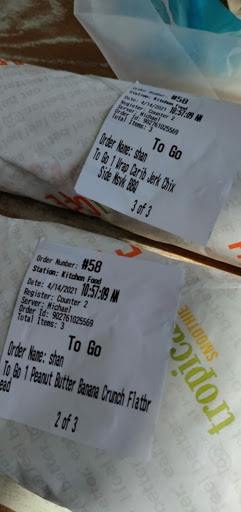 #58
Station: Kitchen Food
Date: 4/14/2021 10:57:09 AM
Register: Counter 2
Server: Michael
Order Id: 902761025569
Total Items: 3
To Go
Order Name: shan
To Go 1 Wrap Carib Jerk Chix
Side Mavk BBQ
3 of 3
Order Number: #58
Station: Kitchen Food
Date: 4/14/2021 10:57:09 AM
Register: Counter 2
Server: Michael
Order Id: 902761025569
Total Items: 3
To Go
Order Name: shan
To Go 1 Peanut Butter Banana Crunch Flatbr
ead
2 of 3
tropical
SMOOTHIE